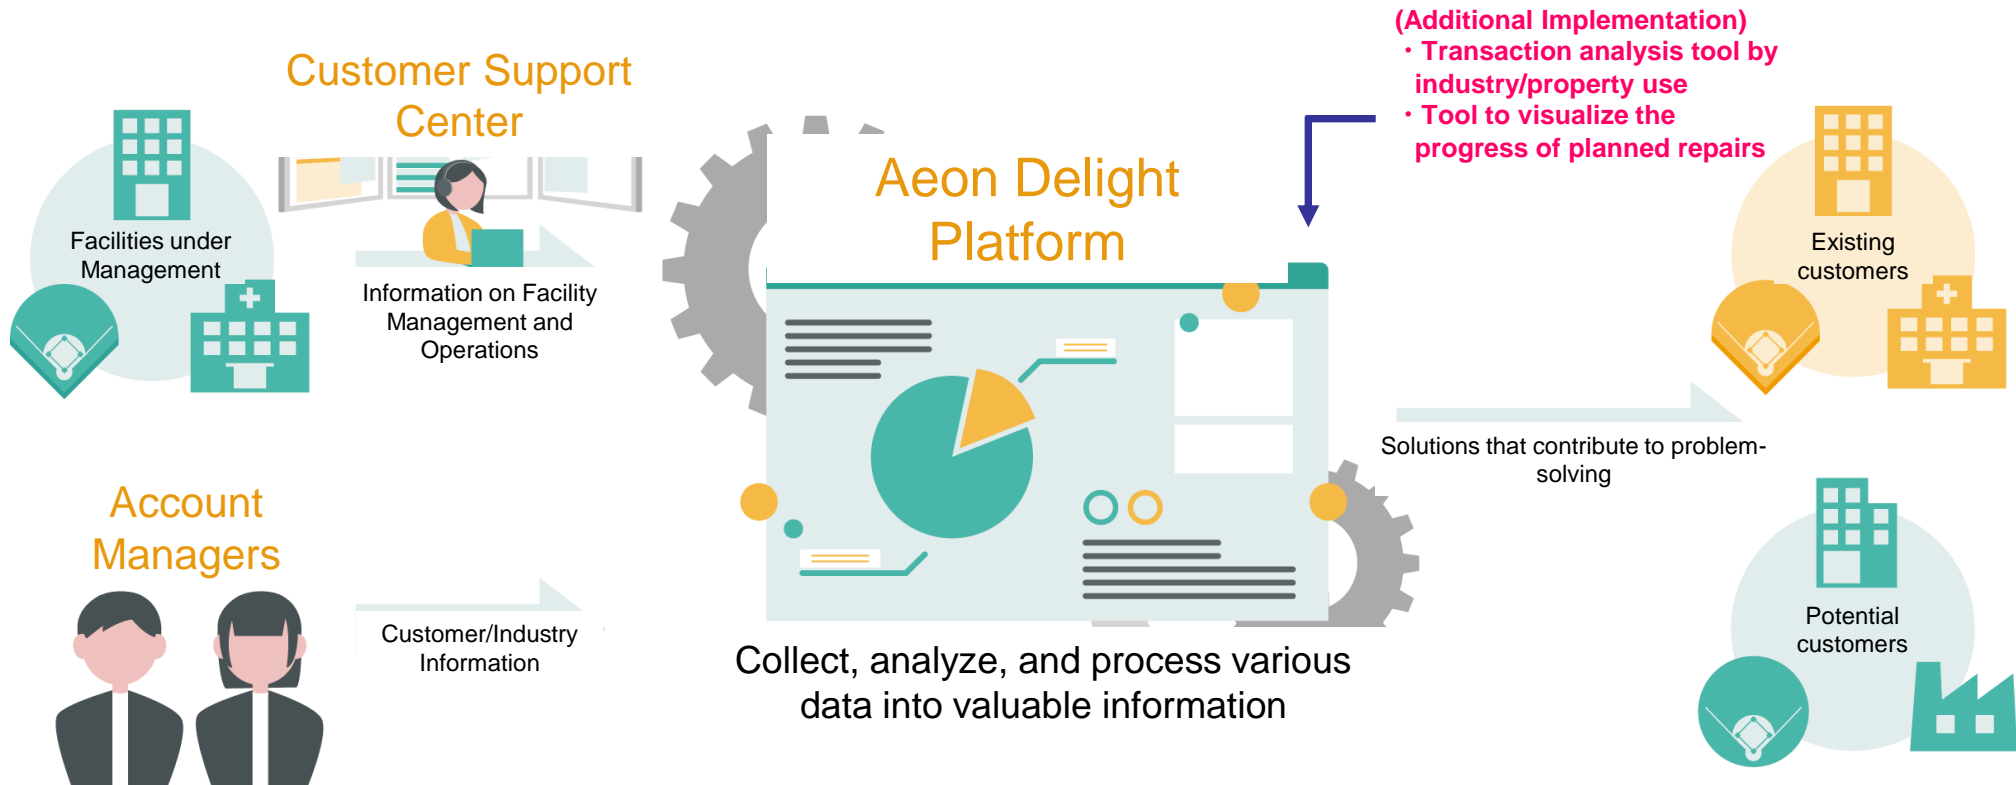 (Additional Implementation)
・Transaction analysis tool by
industry/property use
・Tool to visualize the
progress of planned repairs
Customer Support
Center
Facilities under
Management
Information on Facility
Management and
Operations
Aeon Delight
Platform
Existing
customers
Solutions that contribute to problem-
solving
Account
Managers
Customer/Industry
Information
Collect, analyze, and process various
data into valuable information
Potential
customers